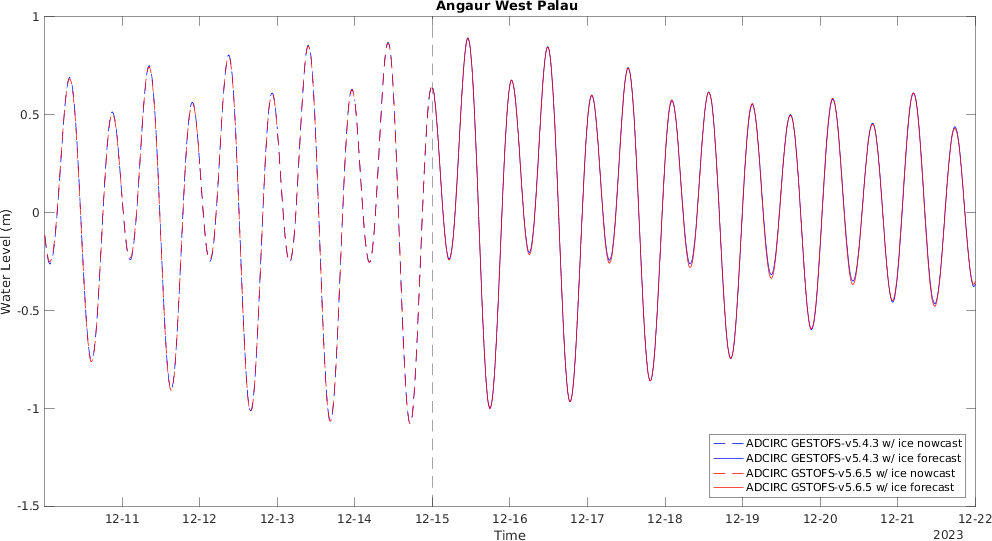 Angaur West Palau
1
0.5
0
-0.5
-1
-1.5
Water Level (m)
12-11 12-12 12-13 12-14 12-15 12-16 12-17 12-18 12-19 12-20 12-21 12-22
Time
2023
ADCIRC GESTOFS-v5.4.3 w/ ice nowcast
ADCIRC GESTOFS-v5.4.3 w/ ice forecast
ADCIRC GSTOFS-v5.6.5 w/ ice nowcast
ADCIRC GSTOFS-v5.6.5 w/ ice forecast